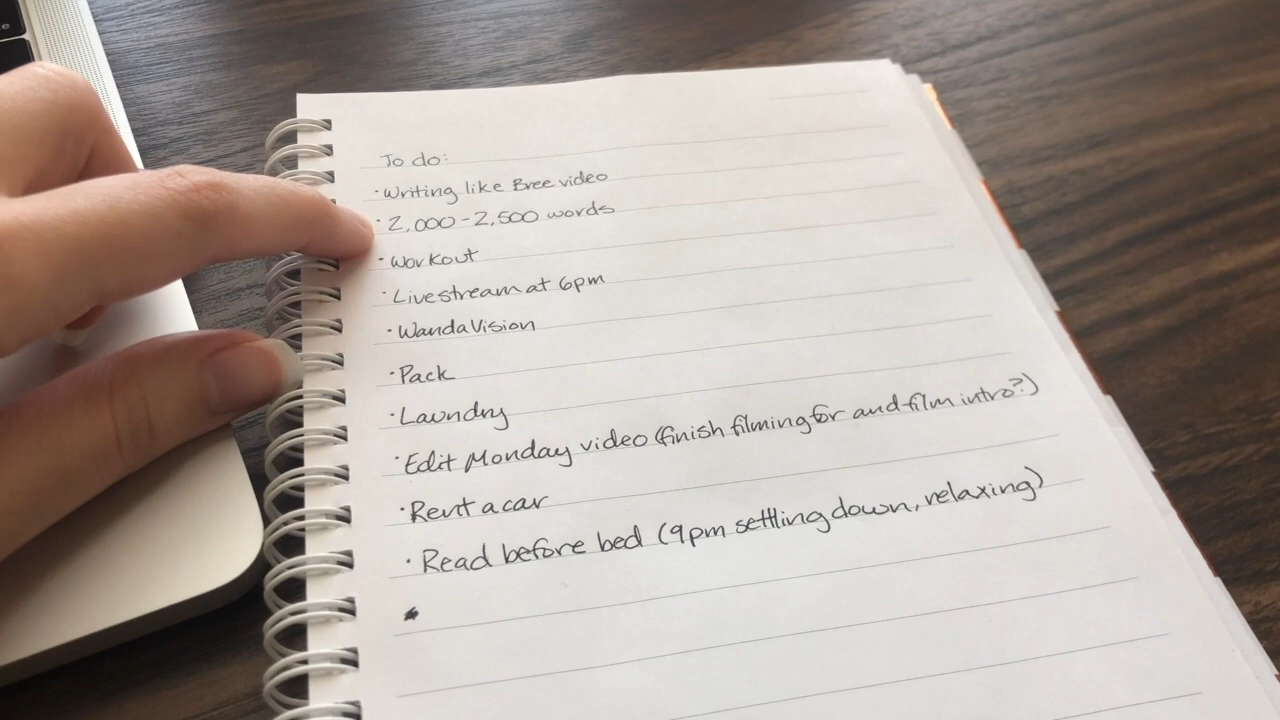 To do:
· Writing like Bree video
· 2,000-2,500 words
· Workout
· Livestream at 6pm
· WandaVision
· Pack
· Laundry
· Edit Monday video (finish filming for and film intro?)
· Rent a car
· Read before bed (9pm settling down, relaxing)